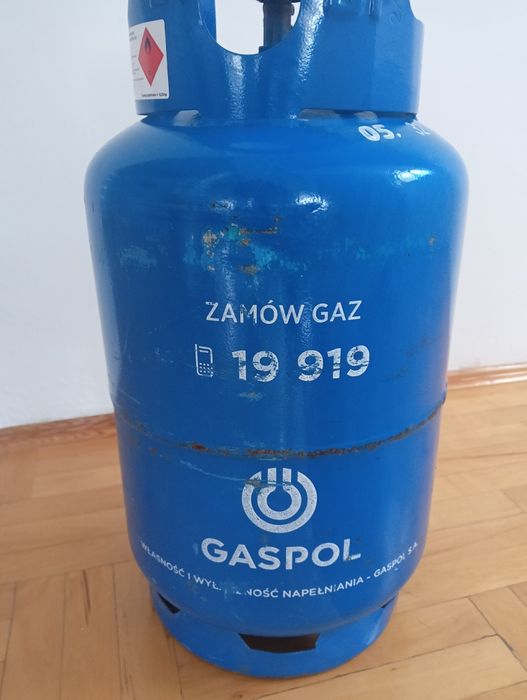 05.
ZAMÓW GAZ
19 919
GASPOL
WŁASNOŚĆ I NAPEŁNIANIA - GASPOL S.A.